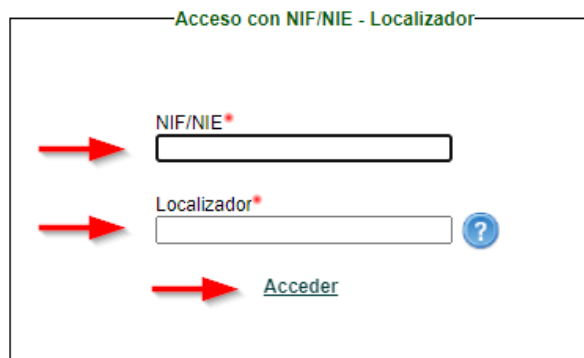 Acceso con NIF/NIE - Localizador
NIF/NIE*
Localizador*
?
Acceder